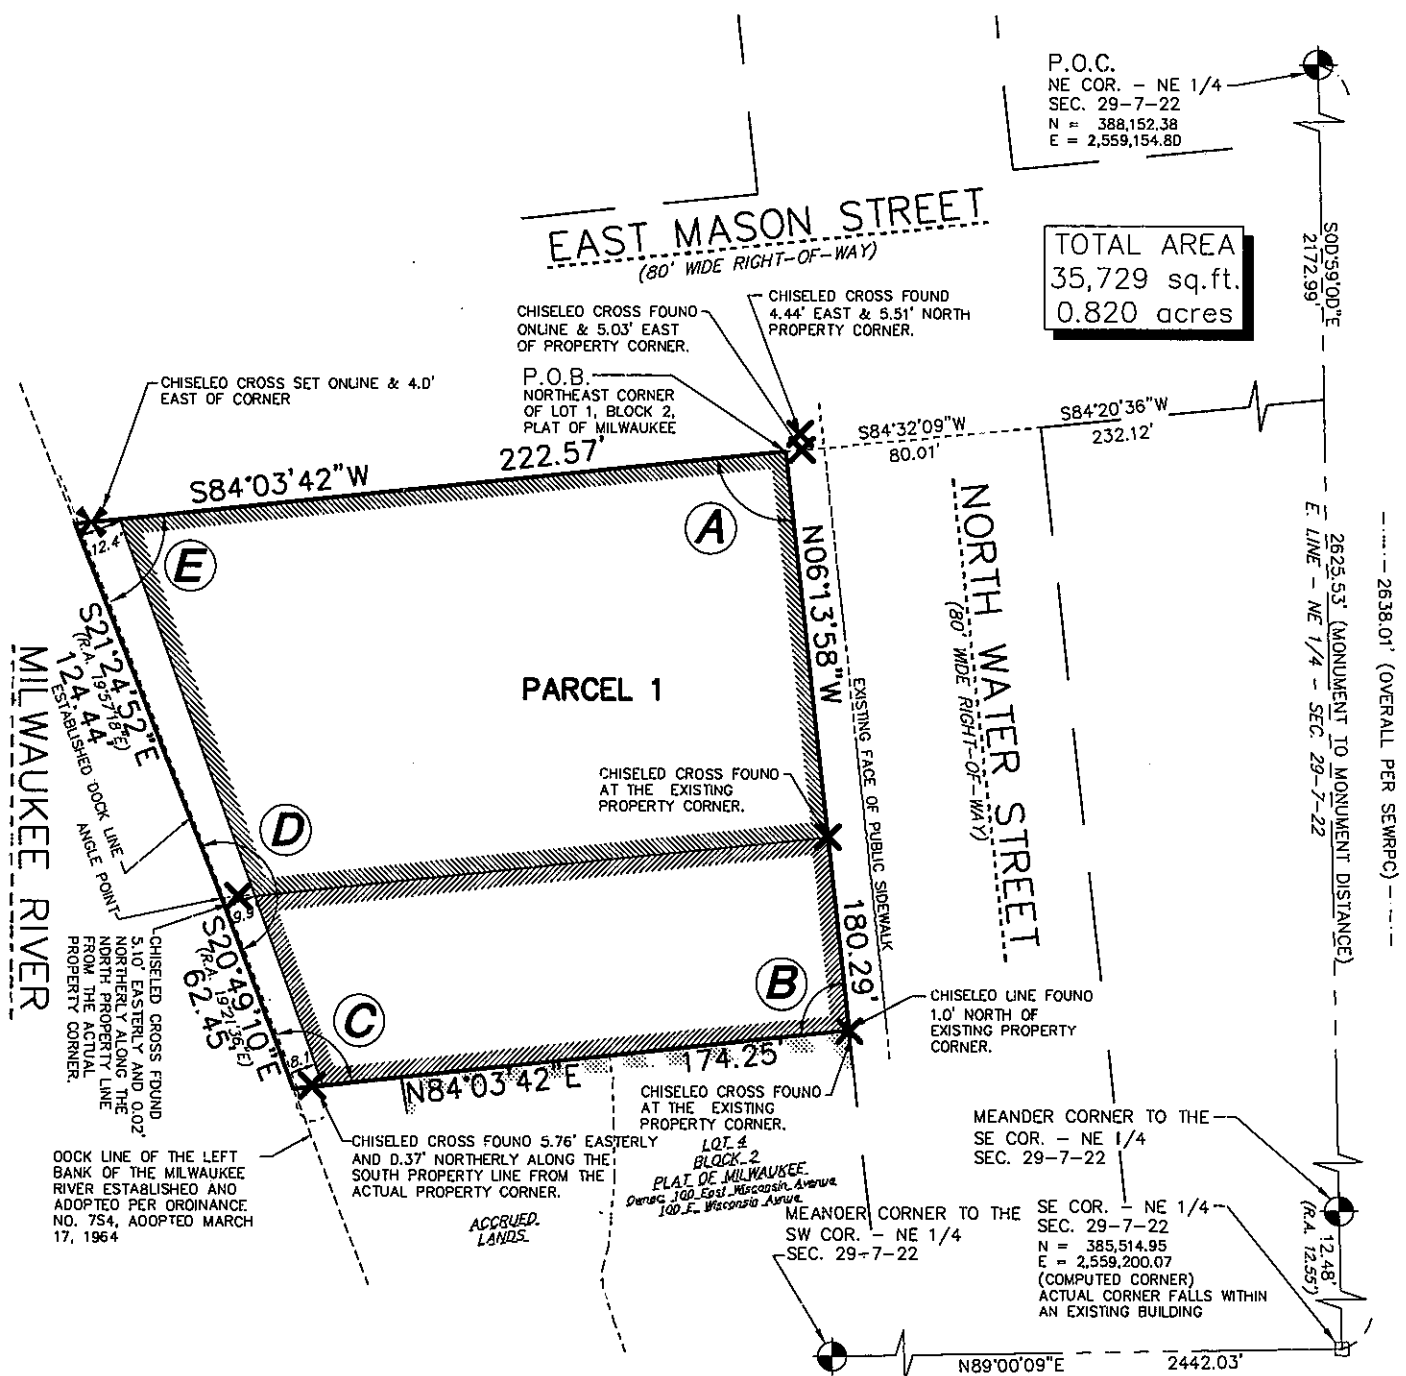 P.O.C.
NE COR. - NE 1/4
SEC. 29-7-22
N = 388,152.38
E = 2,559,154.80
EAST MASON STREET
(80' WIDE RIGHT-OF-WAY)
TOTAL AREA
35,729 sq.ft.
0.820 acres
S00°59'00"E
2172.99'
CHISELED CROSS FOUND
ONLINE & 5.03' EAST
OF PROPERTY CORNER.
CHISELED CROSS FOUND
4.44' EAST & 5.51' NORTH
PROPERTY CORNER.
CHISELED CROSS SET ONLINE & 4.0'
EAST OF CORNER
P.O.B.
NORTHEAST CORNER
OF LOT 1, BLOCK 2,
PLAT OF MILWAUKEE
S84°32'09"W
80.01'
S84°20'36"W
232.12'
S84°03'42"W
222.57'
A
E
12.4'
N06°13'58"W
180.29'
EXISTING FACE OF PUBLIC SIDEWALK
NORTH WATER STREET
(80' WIDE RIGHT-OF-WAY)
2625.53' (MONUMENT TO MONUMENT DISTANCE)
E. LINE - NE 1/4 - SEC. 29-7-22
2638.01' (OVERALL PER SEWRPC)
PARCEL 1
S21°24'52"E
(R.A. 19°57'18"E)
124.44'
ESTABLISHED DOCK LINE
ANGLE POINT
MILWAUKEE RIVER
CHISELED CROSS FOUND
AT THE EXISTING
PROPERTY CORNER.
D
9.9
S20°49'10"E
(R.A. 19°21'36"E)
62.45'
CHISELED CROSS FOUND
5.10' EASTERLY AND 0.02'
NORTHERLY ALONG THE
NORTH PROPERTY LINE
FROM THE ACTUAL
PROPERTY CORNER.
B
C
8.1
CHISELED LINE FOUND
1.0' NORTH OF
EXISTING PROPERTY
CORNER.
N84°03'42"E
174.25'
CHISELED CROSS FOUND
AT THE EXISTING
PROPERTY CORNER.
LOT 4
BLOCK 2
PLAT OF MILWAUKEE
Owner: 100 East Wisconsin Avenue
100 E. Wisconsin Avenue
CHISELED CROSS FOUND 5.76' EASTERLY
AND 0.37' NORTHERLY ALONG THE
SOUTH PROPERTY LINE FROM THE
ACTUAL PROPERTY CORNER.
DOCK LINE OF THE LEFT
BANK OF THE MILWAUKEE
RIVER ESTABLISHED AND
ADOPTED PER ORDINANCE
NO. 754, ADOPTED MARCH
17, 1964
ACCRUED
LANDS
MEANDER CORNER TO THE
SE COR. - NE 1/4
SEC. 29-7-22
MEANDER CORNER TO THE
SW COR. - NE 1/4
SEC. 29-7-22
SE COR. - NE 1/4
SEC. 29-7-22
N = 385,514.95
E = 2,559,200.07
(COMPUTED CORNER)
ACTUAL CORNER FALLS WITHIN
AN EXISTING BUILDING
12.48'
(R.A. 12.55')
N89°00'09"E
2442.03'